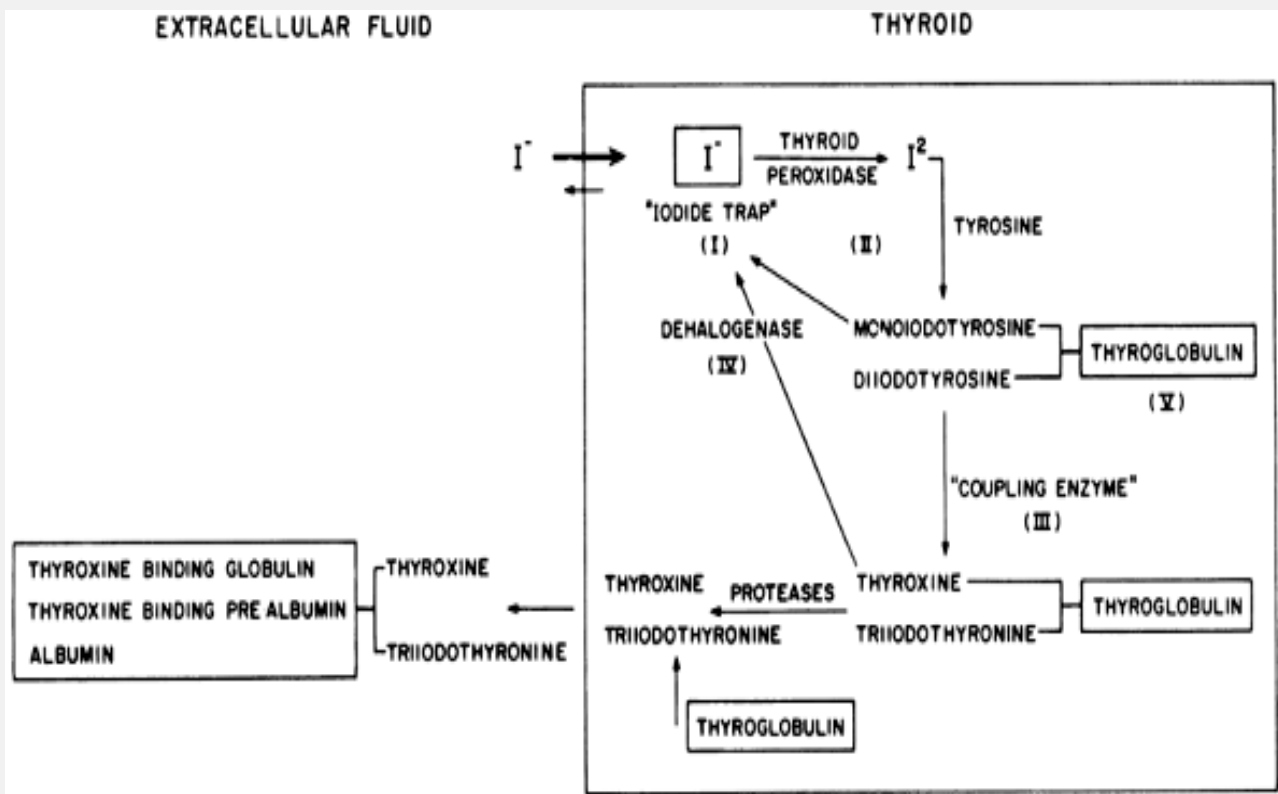 EXTRACELLULAR FLUID
THYROID
I⁻
I⁻
THYROID
PEROXIDASE
I²
"IODIDE TRAP"
(I)
(II)
TYROSINE
DEHALOGENASE
(IV)
MONOIODOTYROSINE
DIIODOTYROSINE
THYROGLOBULIN
(V)
"COUPLING ENZYME"
(III)
THYROXINE BINDING GLOBULIN
THYROXINE BINDING PRE ALBUMIN
ALBUMIN
THYROXINE
TRIIODOTHYRONINE
THYROXINE
TRIIODOTHYRONINE
PROTEASES
THYROXINE
TRIIODOTHYRONINE
THYROGLOBULIN
THYROGLOBULIN